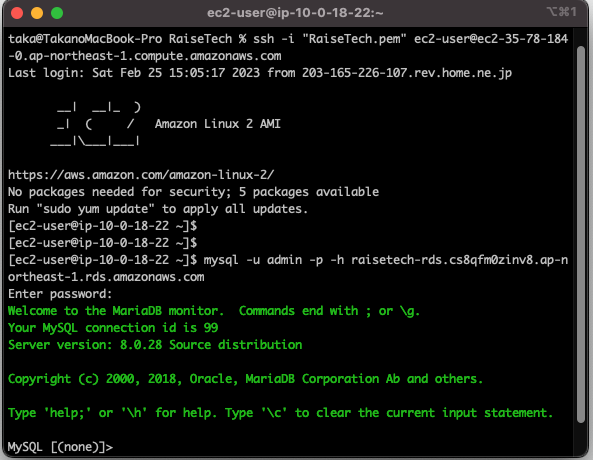 ec2-user@ip-10-0-18-22:~
⌥⌘1
taka@TakanoMacBook-Pro RaiseTech % ssh -i "RaiseTech.pem" ec2-user@ec2-35-78-184
-0.ap-northeast-1.compute.amazonaws.com
Last login: Sat Feb 25 15:05:17 2023 from 203-165-226-107.rev.home.ne.jp
       __|  __|_  )
       _|  (     /   Amazon Linux 2 AMI
      ___|\___|___|
https://aws.amazon.com/amazon-linux-2/
No packages needed for security; 5 packages available
Run "sudo yum update" to apply all updates.
[ec2-user@ip-10-0-18-22 ~]$
[ec2-user@ip-10-0-18-22 ~]$
[ec2-user@ip-10-0-18-22 ~]$ mysql -u admin -p -h raisetech-rds.cs8qfm0zinv8.ap-n
ortheast-1.rds.amazonaws.com
Enter password:
Welcome to the MariaDB monitor.  Commands end with ; or \g.
Your MySQL connection id is 99
Server version: 8.0.28 Source distribution
Copyright (c) 2000, 2018, Oracle, MariaDB Corporation Ab and others.
Type 'help;' or '\h' for help. Type '\c' to clear the current input statement.
MySQL [(none)]>